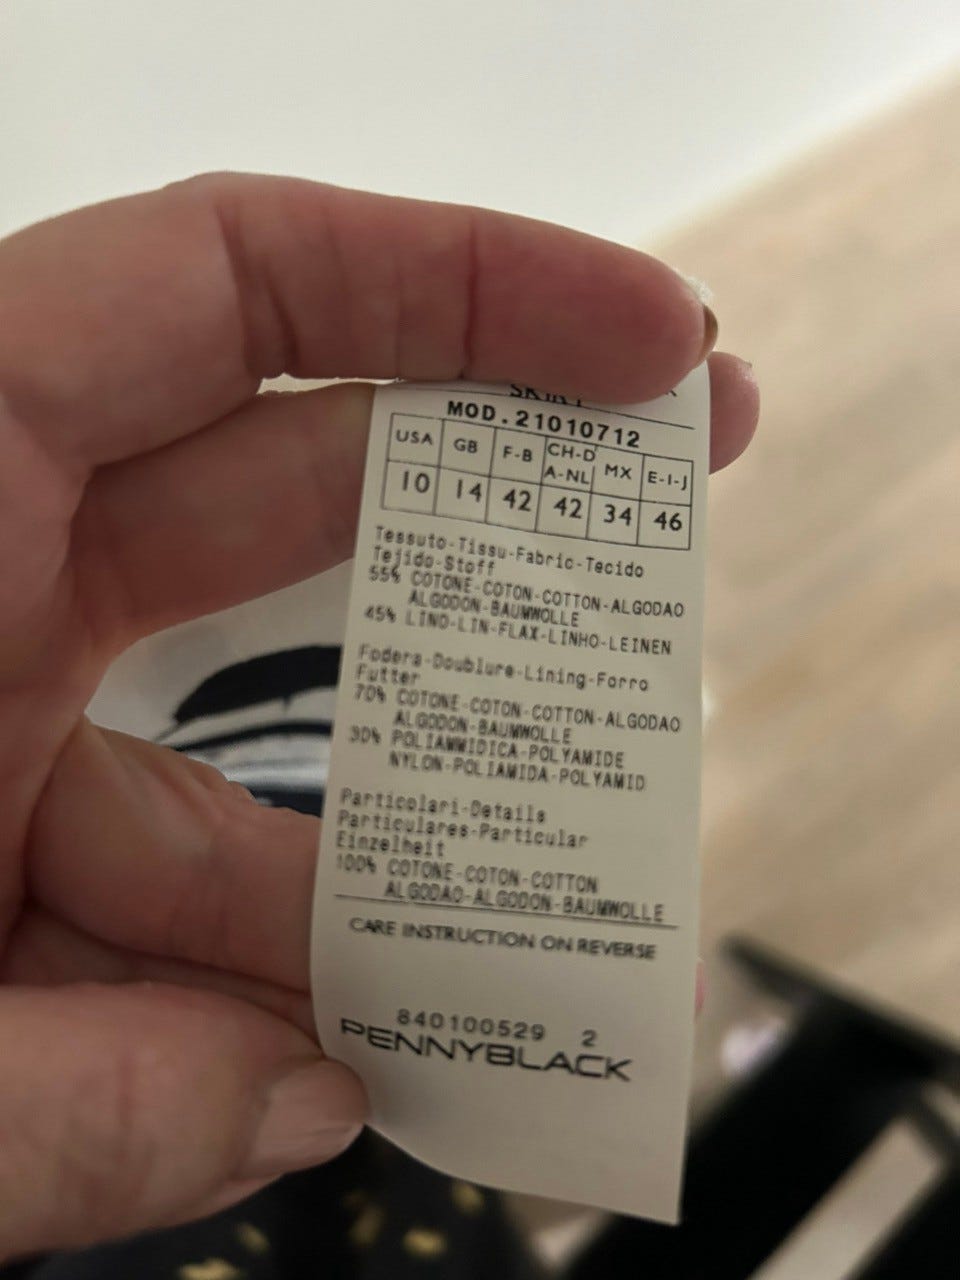 SKIRT
MOD.21010712
USA GB F-B CH-D A-NL MX E-I-J
10 14 42 42 34 46
Tessuto-Tissu-Fabric-Tecido
Tejido-Stoff
55% COTONE-COTON-COTTON-ALGODAO
ALGODON-BAUMWOLLE
45% LINO-LIN-FLAX-LINHO-LEINEN
Fodera-Doublure-Lining-Forro
Futter
70% COTONE-COTON-COTTON-ALGODAO
ALGODON-BAUMWOLLE
30% POLIAMMIDICA-POLYAMIDE
NYLON-POLIAMIDA-POLYAMID
Particolari-Details
Particulares-Particular
Einzelheit
100% COTONE-COTON-COTTON
ALGODAO-ALGODON-BAUMWOLLE
CARE INSTRUCTION ON REVERSE
840100529 2
PENNYBLACK